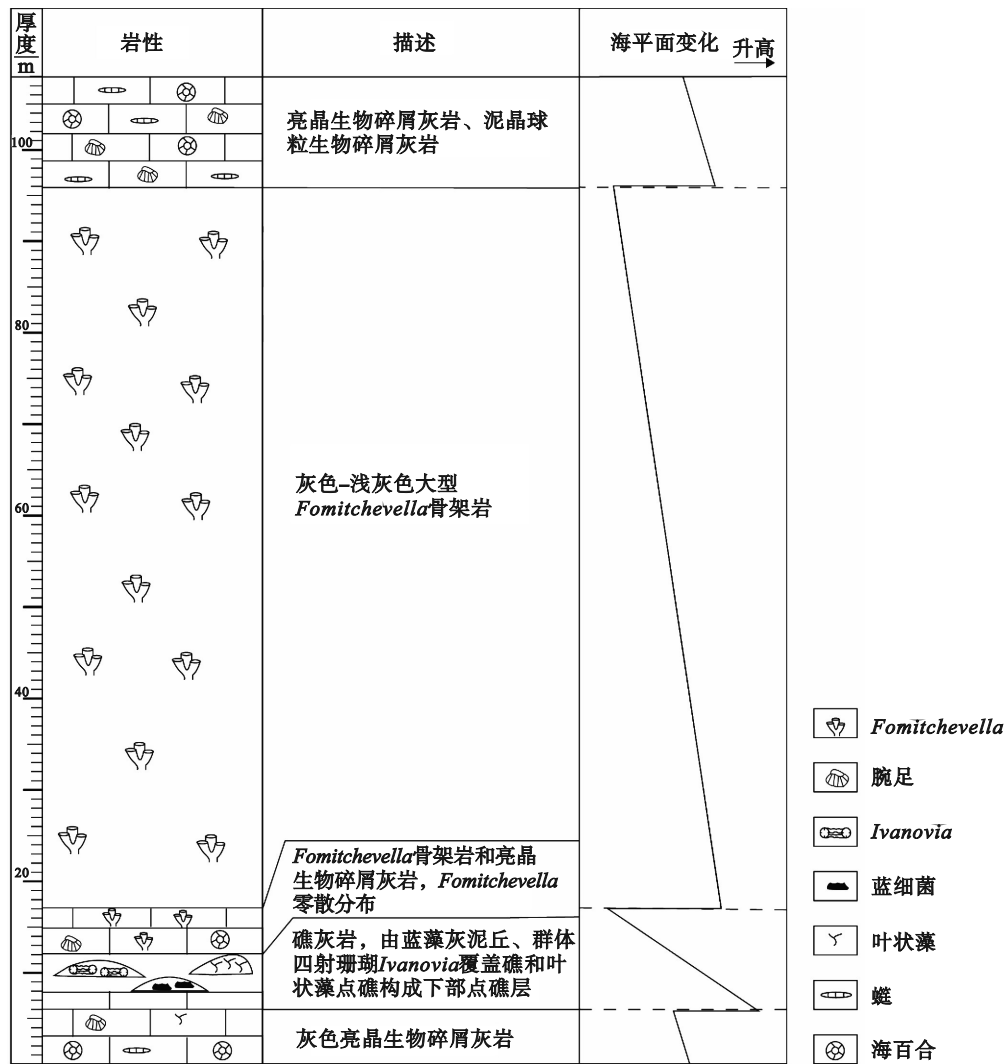 厚度/m
岩性
描述
海平面变化
升高
亮晶生物碎屑灰岩、泥晶球
粒生物碎屑灰岩
100
80
灰色–浅灰色大型
Fomitchevella骨架岩
60
40
20
Fomitchevella骨架岩和亮晶
生物碎屑灰岩，Fomitchevella
零散分布
礁灰岩，由蓝藻灰泥丘、群体
四射珊瑚Ivanovia覆盖礁和叶
状藻点礁构成下部点礁层
灰色亮晶生物碎屑灰岩
Fomitchevella
腕足
Ivanovia
蓝细菌
叶状藻
䗴
海百合